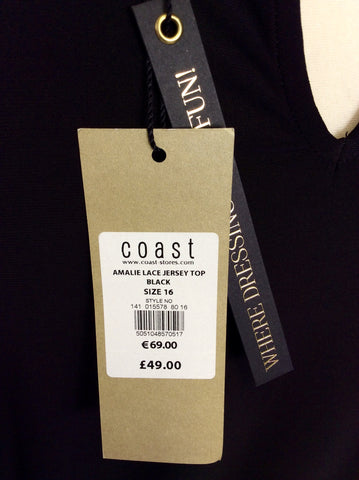 FUN!
WHERE DRESSING
coast
www.coast-stores.com
AMALIE LACE JERSEY TOP
BLACK
SIZE 16
STYLE NO
141 015578 80 16
5051048570517
€69.00
£49.00